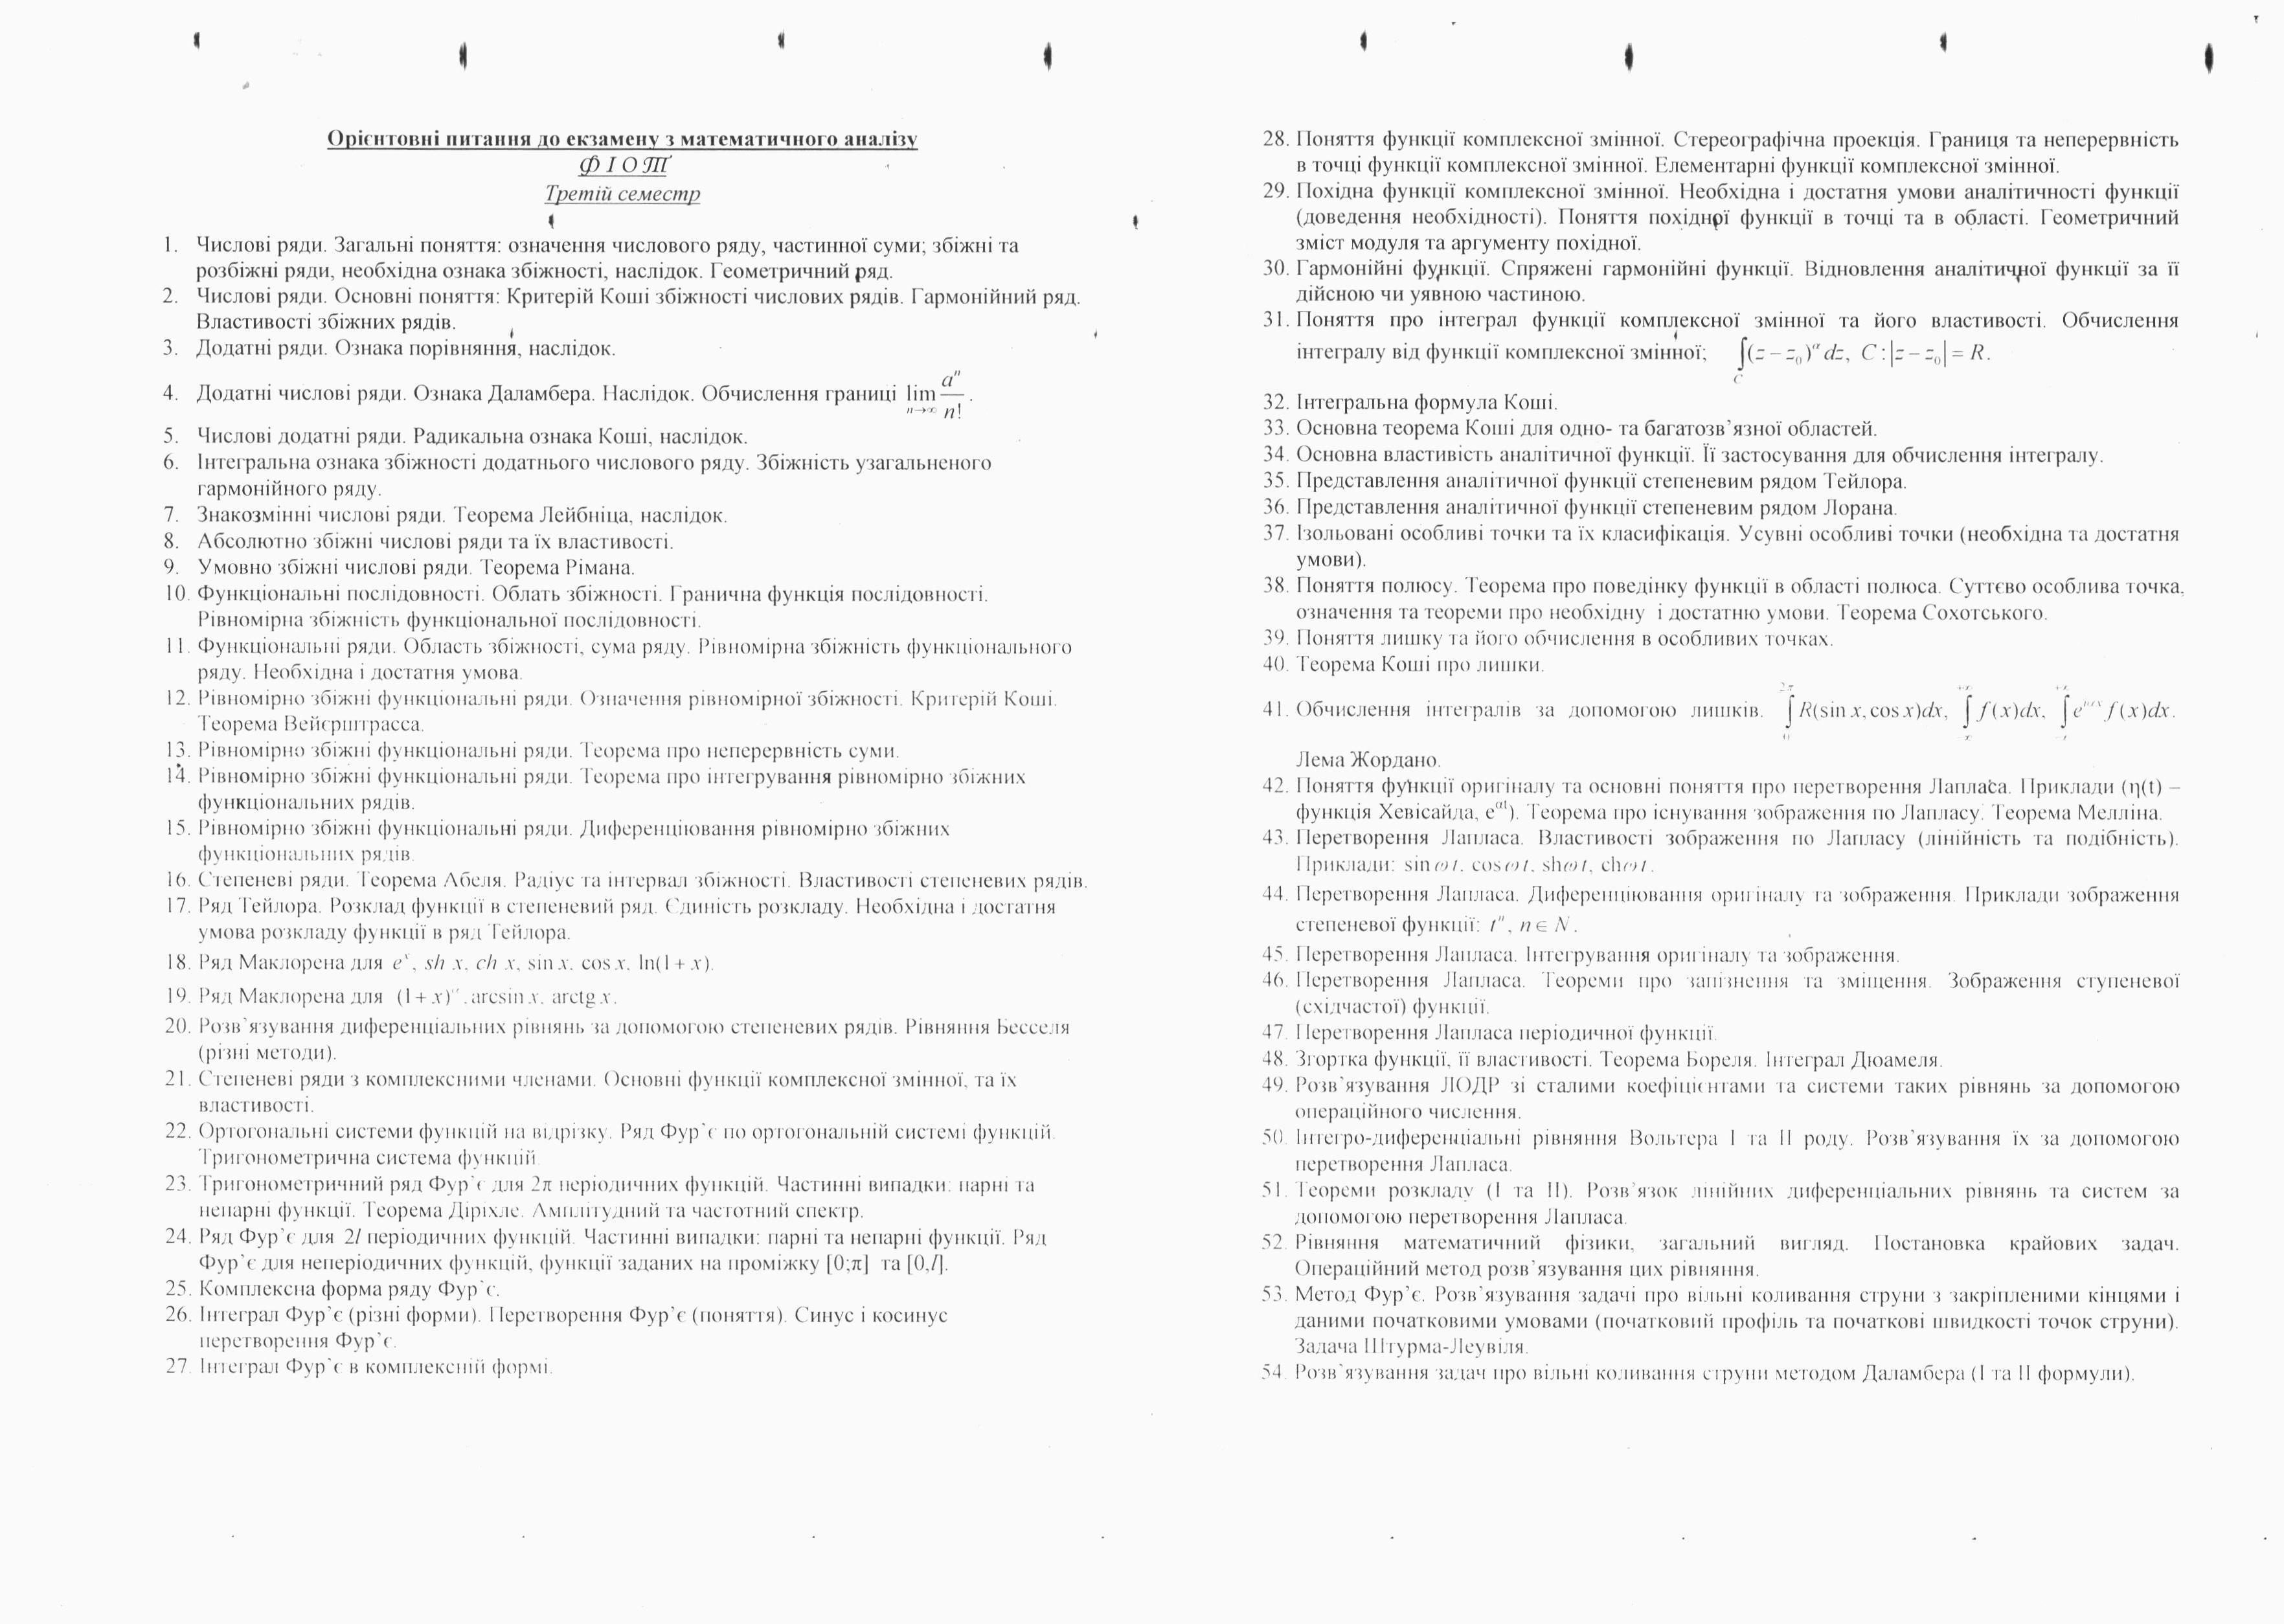 Орієнтовні питання до екзамену з математичного аналізу
ФІОТ
Третій семестр
1. Числові ряди. Загальні поняття: означення числового ряду, частинної суми; збіжні та
розбіжні ряди, необхідна ознака збіжності, наслідок. Геометричний ряд.
2. Числові ряди. Основні поняття: Критерій Коші збіжності числових рядів. Гармонійний ряд.
Властивості збіжних рядів.
3. Додатні ряди. Ознака порівняння, наслідок.
4. Додатні числові ряди. Ознака Даламбера. Наслідок. Обчислення границі lim_{n→∞} a^n / n! .
5. Числові додатні ряди. Радикальна ознака Коші, наслідок.
6. Інтегральна ознака збіжності додатнього числового ряду. Збіжність узагальненого
гармонійного ряду.
7. Знакозмінні числові ряди. Теорема Лейбніца, наслідок.
8. Абсолютно збіжні числові ряди та їх властивості.
9. Умовно збіжні числові ряди. Теорема Рімана.
10. Функціональні послідовності. Облать збіжності. Гранична функція послідовності.
Рівномірна збіжність функціональної послідовності.
11. Функціональні ряди. Область збіжності, сума ряду. Рівномірна збіжність функціонального
ряду. Необхідна і достатня умова.
12. Рівномірно збіжні функціональні ряди. Означення рівномірної збіжності. Критерій Коші.
Теорема Вейєрштрасса.
13. Рівномірно збіжні функціональні ряди. Теорема про неперервність суми.
14. Рівномірно збіжні функціональні ряди. Теорема про інтегрування рівномірно збіжних
функціональних рядів.
15. Рівномірно збіжні функціональні ряди. Диференціювання рівномірно збіжних
функціональних рядів.
16. Степеневі ряди. Теорема Абеля. Радіус та інтервал збіжності. Властивості степеневих рядів.
17. Ряд Тейлора. Розклад функції в степеневий ряд. Єдиність розкладу. Необхідна і достатня
умова розкладу функції в ряд Тейлора.
18. Ряд Маклорена для e^x, sh x, ch x, sin x, cos x, ln(1 + x).
19. Ряд Маклорена для (1 + x)^α, arcsin x, arctg x.
20. Розв'язування диференціальних рівнянь за допомогою степеневих рядів. Рівняння Бесселя
(різні методи).
21. Степеневі ряди з комплексними членами. Основні функції комплексної змінної, та їх
властивості.
22. Ортогональні системи функцій на відрізку. Ряд Фур'є по ортогональній системі функцій.
Тригонометрична система функцій.
23. Тригонометричний ряд Фур'є для 2π періодичних функцій. Частинні випадки: парні та
непарні функції. Теорема Діріхле. Амплітудний та частотний спектр.
24. Ряд Фур'є для 2l періодичних функцій. Частинні випадки: парні та непарні функції. Ряд
Фур'є для неперіодичних функцій, функції заданих на проміжку [0;π] та [0,l].
25. Комплексна форма ряду Фур'є.
26. Інтеграл Фур'є (різні форми). Перетворення Фур'є (поняття). Синус і косинус
перетворення Фур'є.
27. Інтеграл Фур'є в комплексній формі.
28. Поняття функції комплексної змінної. Стереографічна проекція. Границя та неперервність
в точці функції комплексної змінної. Елементарні функції комплексної змінної.
29. Похідна функції комплексної змінної. Необхідна і достатня умови аналітичності функції
(доведення необхідності). Поняття похідної функції в точці та в області. Геометричний
зміст модуля та аргументу похідної.
30. Гармонійні функції. Спряжені гармонійні функції. Відновлення аналітичної функції за її
дійсною чи уявною частиною.
31. Поняття про інтеграл функції комплексної змінної та його властивості. Обчислення
інтегралу від функції комплексної змінної; ∫_C (z − z₀)^α dz, C : |z − z₀| = R.
32. Інтегральна формула Коші.
33. Основна теорема Коші для одно- та багатозв'язної областей.
34. Основна властивість аналітичної функції. Її застосування для обчислення інтегралу.
35. Представлення аналітичної функції степеневим рядом Тейлора.
36. Представлення аналітичної функції степеневим рядом Лорана.
37. Ізольовані особливі точки та їх класифікація. Усувні особливі точки (необхідна та достатня
умови).
38. Поняття полюсу. Теорема про поведінку функції в області полюса. Суттєво особлива точка,
означення та теореми про необхідну і достатню умови. Теорема Сохотського.
39. Поняття лишку та його обчислення в особливих точках.
40. Теорема Коші про лишки.
41. Обчислення інтегралів за допомогою лишків. ∫_0^{2π} R(sin x, cos x)dx, ∫_{−∞}^{+∞} f(x)dx, ∫_{−∞}^{+∞} e^{imx} f(x)dx.
Лема Жордано.
42. Поняття функції оригіналу та основні поняття про перетворення Лапласа. Приклади (η(t) –
функція Хевісайда, e^{αt}). Теорема про існування зображення по Лапласу. Теорема Мелліна.
43. Перетворення Лапласа. Властивості зображення по Лапласу (лінійність та подібність).
Приклади: sin ω t, cos ω t, sh ω t, ch ω t.
44. Перетворення Лапласа. Диференціювання оригіналу та зображення. Приклади зображення
степеневої функції: t^n, n ∈ N.
45. Перетворення Лапласа. Інтегрування оригіналу та зображення.
46. Перетворення Лапласа. Теореми про запізнення та зміщення. Зображення ступеневої
(східчастої) функції.
47. Перетворення Лапласа періодичної функції.
48. Згортка функції, її властивості. Теорема Бореля. Інтеграл Дюамеля.
49. Розв'язування ЛОДР зі сталими коефіцієнтами та системи таких рівнянь за допомогою
операційного числення.
50. Інтегро-диференціальні рівняння Вольтера I та II роду. Розв'язування їх за допомогою
перетворення Лапласа.
51. Теореми розкладу (I та II). Розв'язок лінійних диференціальних рівнянь та систем за
допомогою перетворення Лапласа.
52. Рівняння математичний фізики, загальний вигляд. Постановка крайових задач.
Операційний метод розв'язування цих рівняння.
53. Метод Фур'є. Розв'язування задачі про вільні коливання струни з закріпленими кінцями і
даними початковими умовами (початковий профіль та початкові швидкості точок струни).
Задача Штурма-Леувіля.
54. Розв'язування задач про вільні коливання струни методом Даламбера (I та II формули).